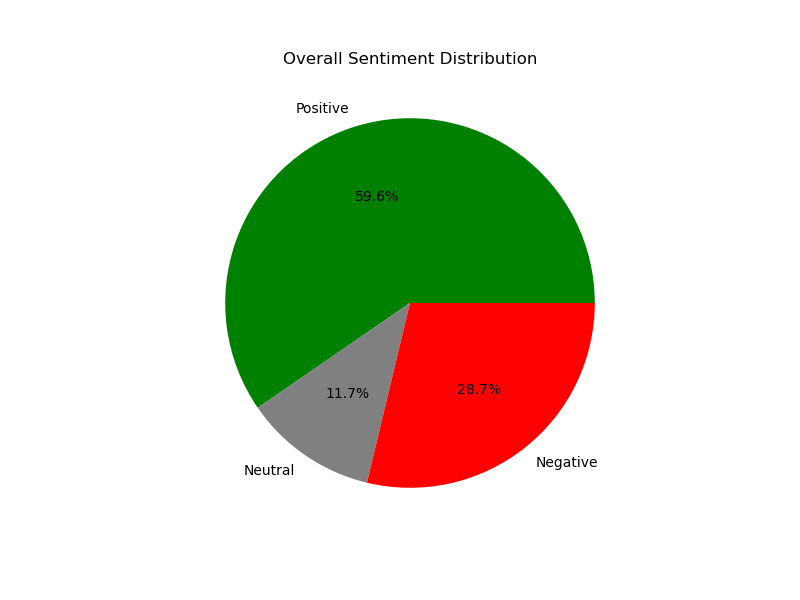 Overall Sentiment Distribution
Positive
59.6%
11.7%
28.7%
Neutral
Negative